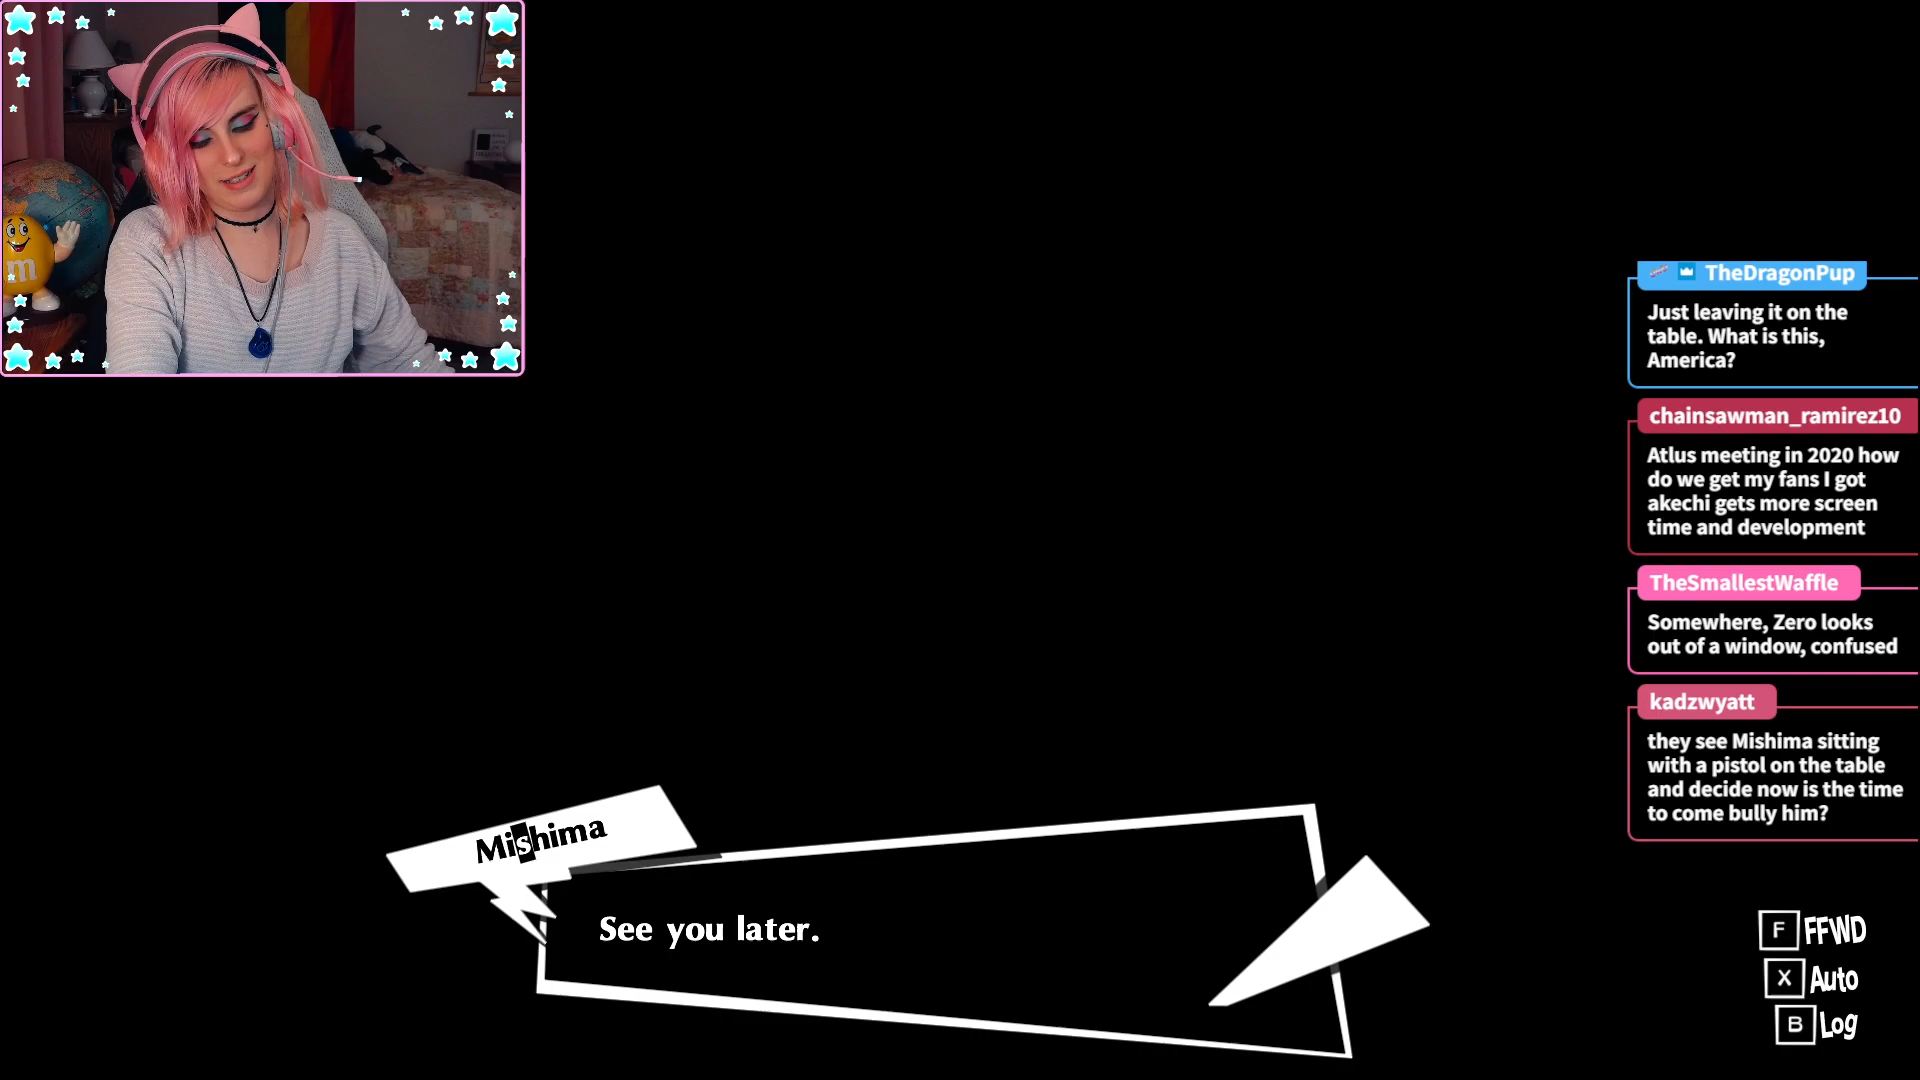 TheDragonPup
Just leaving it on the
table. What is this,
America?
chainsawman_ramirez10
Atlus meeting in 2020 how
do we get my fans I got
akechi gets more screen
time and development
TheSmallestWaffle
Somewhere, Zero looks
out of a window, confused
kadzwyatt
they see Mishima sitting
with a pistol on the table
and decide now is the time
to come bully him?
Mishima
See you later.
F FFWD
X Auto
B Log
m